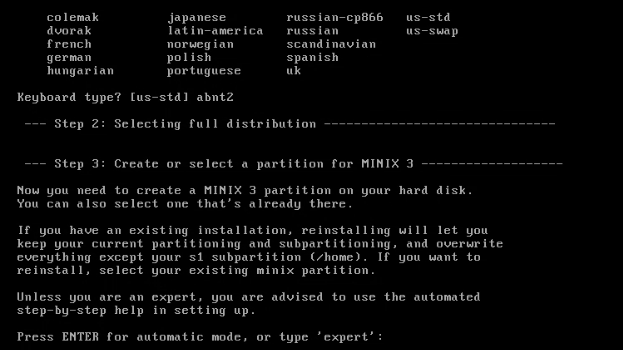 colemak japanese russian-cp866 us-std
dvorak latin-america russian us-swap
french norwegian scandinavian
german polish spanish
hungarian portuguese uk
Keyboard type? [us-std] abnt2
--- Step 2: Selecting full distribution -------------------------------
--- Step 3: Create or select a partition for MINIX 3 -------------------
Now you need to create a MINIX 3 partition on your hard disk.
You can also select one that's already there.
If you have an existing installation, reinstalling will let you
keep your current partitioning and subpartitioning, and overwrite
everything except your s1 subpartition (/home). If you want to
reinstall, select your existing minix partition.
Unless you are an expert, you are advised to use the automated
step-by-step help in setting up.
Press ENTER for automatic mode, or type 'expert':